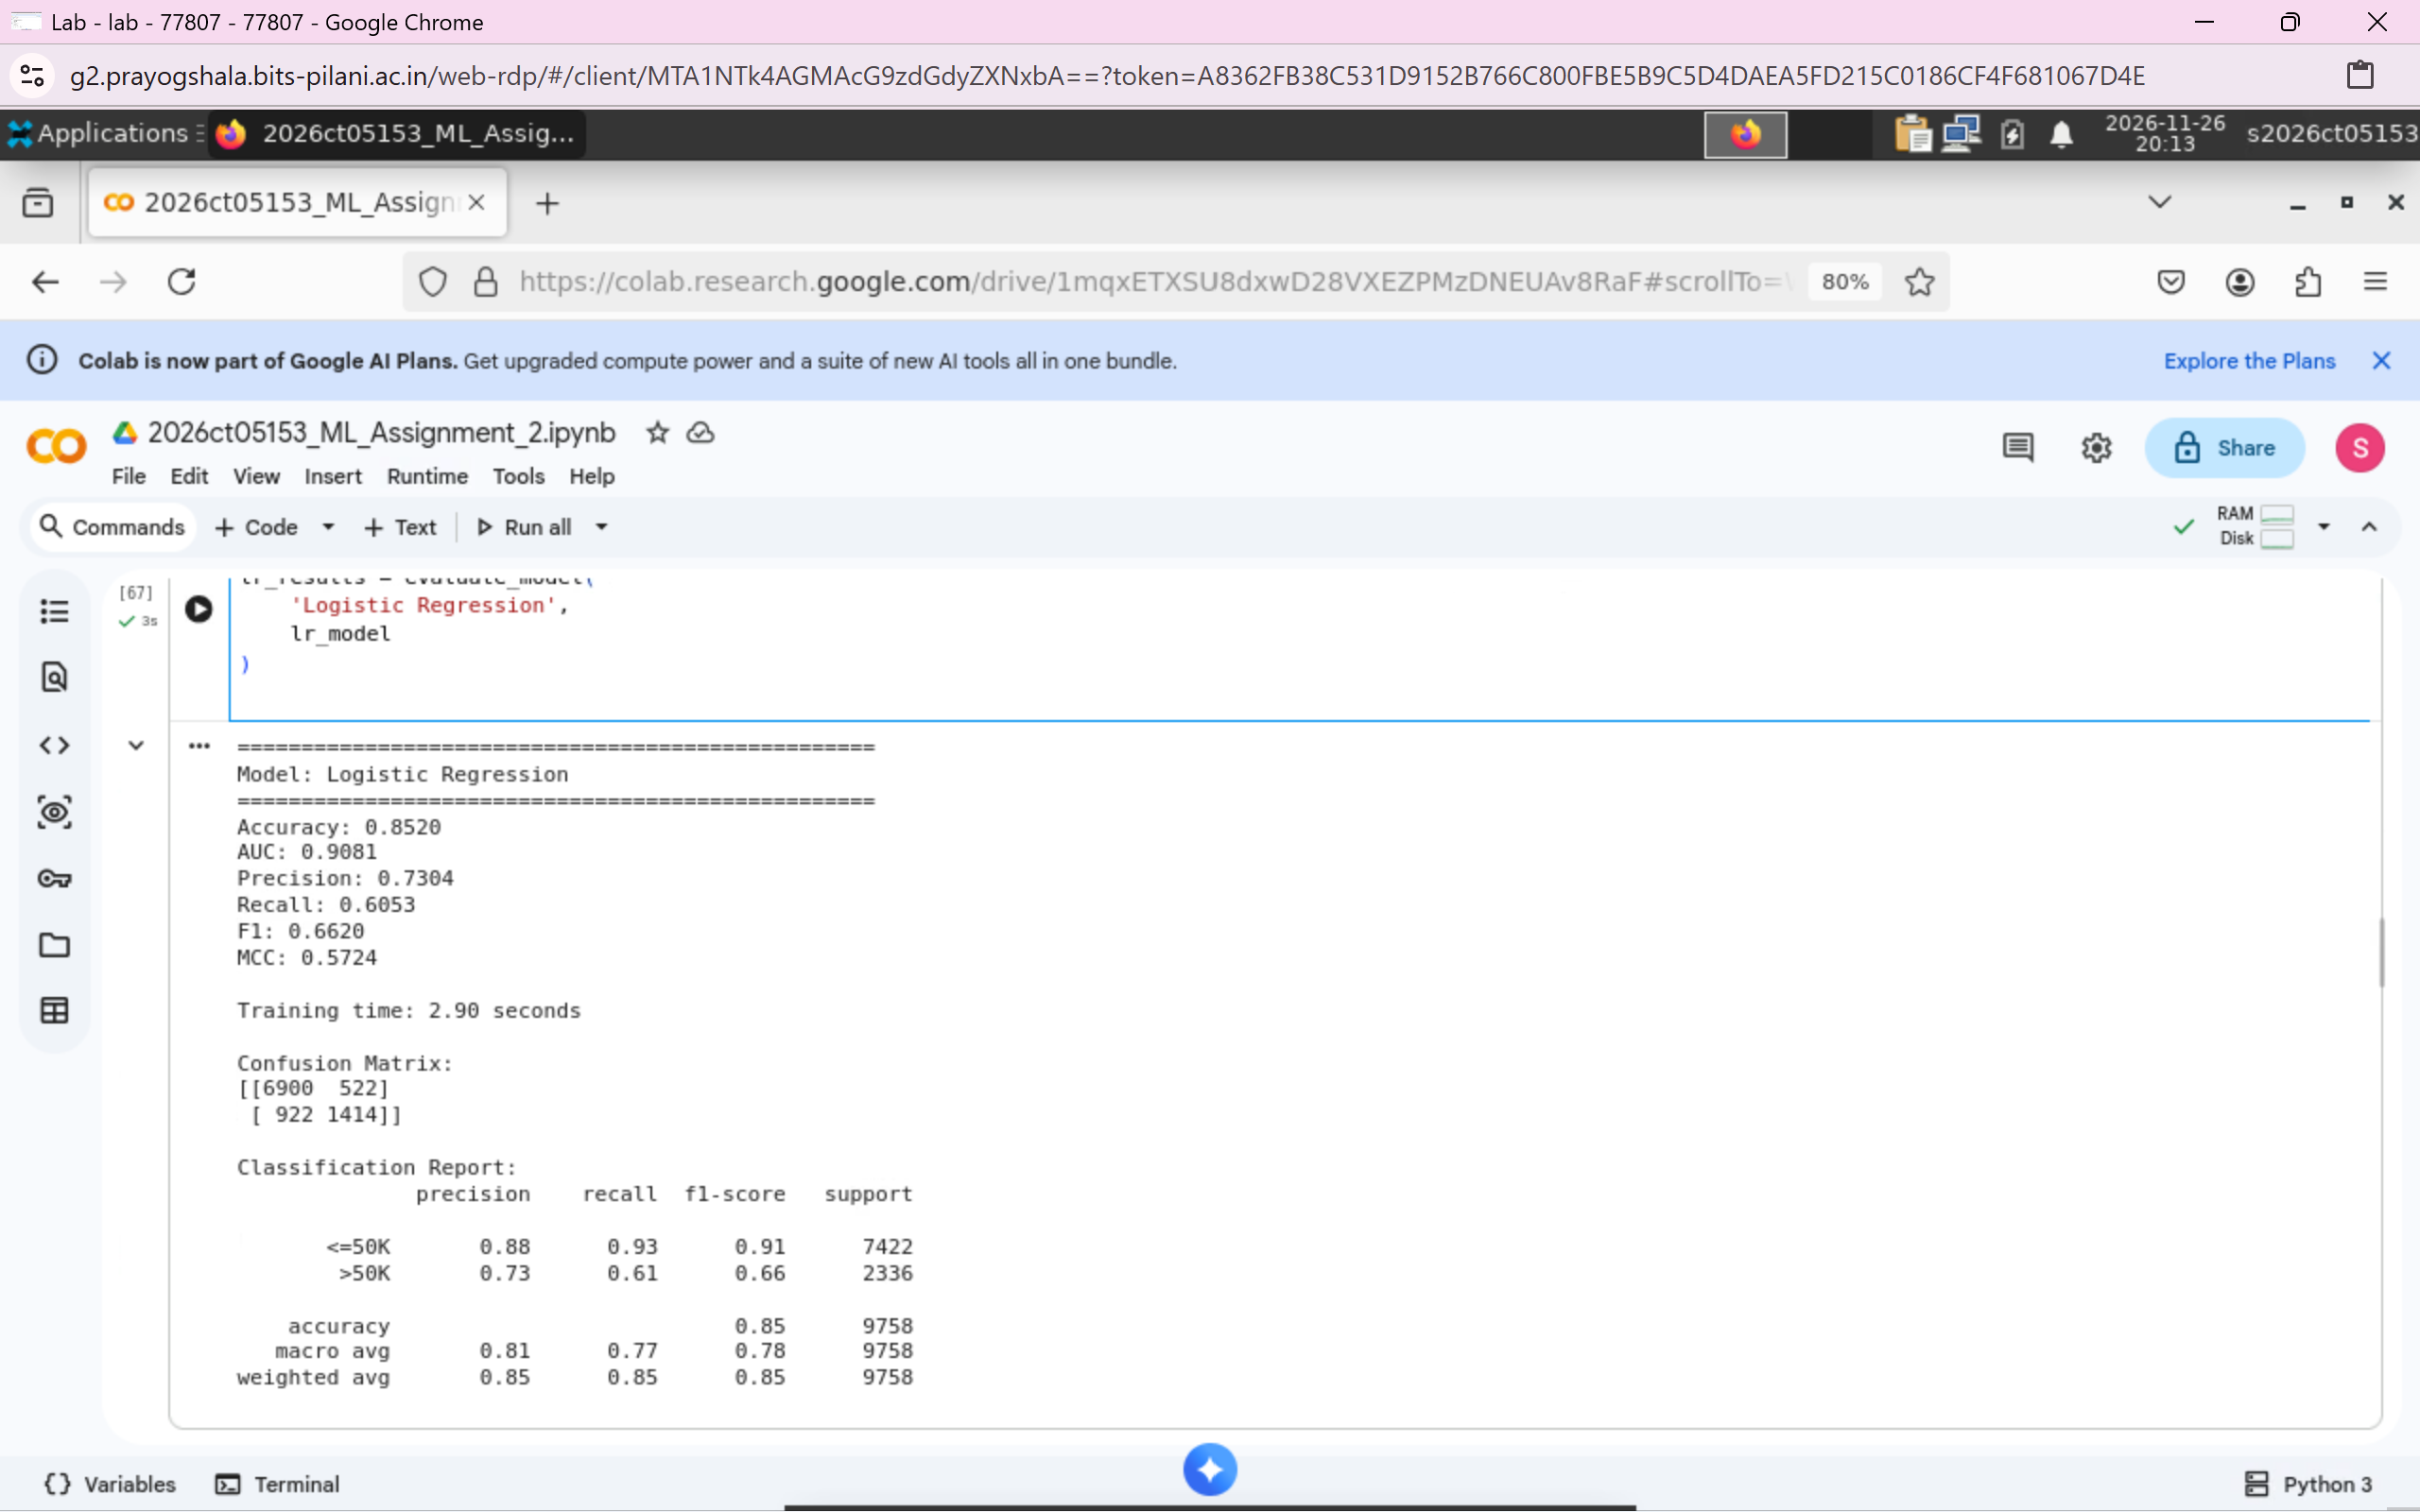 Lab - lab - 77807 - 77807 - Google Chrome
g2.prayogshala.bits-pilani.ac.in/web-rdp/#/client/MTA1NTk4AGMAcG9zdGdyZXNxbA==?token=A8362FB38C531D9152B766C800FBE5B9C5D4DAEA5FD215C0186CF4F681067D4E
Applications 2026ct05153_ML_Assig... 2026-11-26 20:13 s2026ct05153
2026ct05153_ML_Assign
https://colab.research.google.com/drive/1mqxETXSU8dxwD28VXEZPMzDNEUAv8RaF#scrollTo= 80%
Colab is now part of Google AI Plans. Get upgraded compute power and a suite of new AI tools all in one bundle. Explore the Plans
CO 2026ct05153_ML_Assignment_2.ipynb Share S
File Edit View Insert Runtime Tools Help
Commands + Code + Text Run all RAM
Disk
[67] lr_results = evaluate_model(
3s 'Logistic Regression',
lr_model
)
==================================================
Model: Logistic Regression
==================================================
Accuracy: 0.8520
AUC: 0.9081
Precision: 0.7304
Recall: 0.6053
F1: 0.6620
MCC: 0.5724
Training time: 2.90 seconds
Confusion Matrix:
[[6900  522]
 [ 922 1414]]
Classification Report:
precision recall f1-score support
<=50K 0.88 0.93 0.91 7422
>50K 0.73 0.61 0.66 2336
accuracy 0.85 9758
macro avg 0.81 0.77 0.78 9758
weighted avg 0.85 0.85 0.85 9758
{} Variables Terminal Python 3